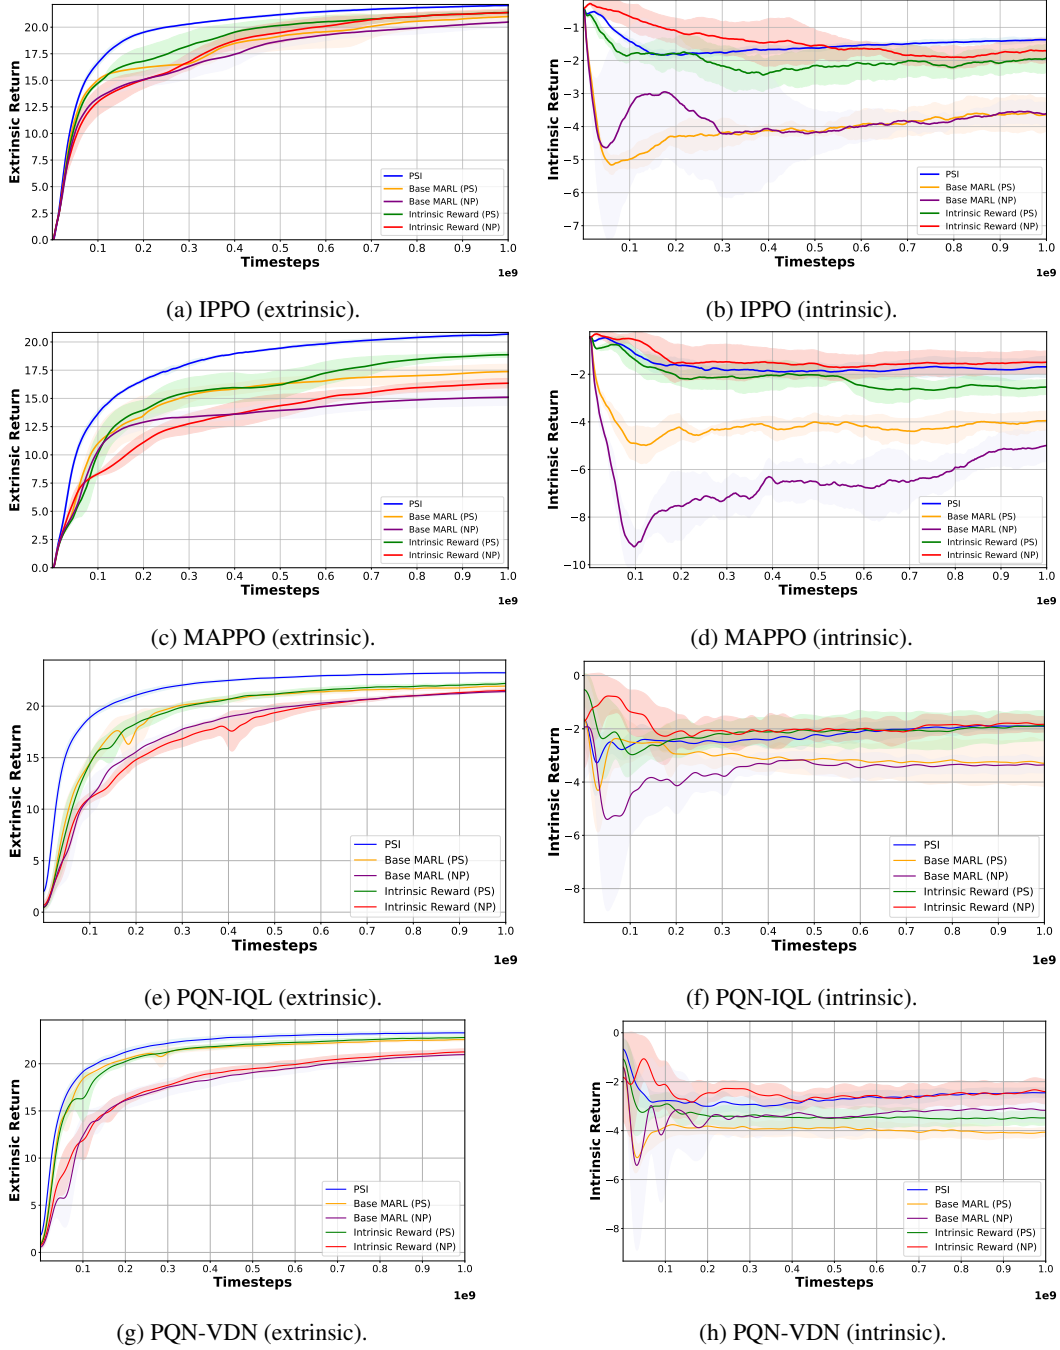 22.5
20.0
17.5
15.0
12.5
10.0
7.5
5.0
2.5
0.0
Extrinsic Return
PSI
Base MARL (PS)
Base MARL (NP)
Intrinsic Reward (PS)
Intrinsic Reward (NP)
0.1 0.2 0.3 0.4 0.5 0.6 0.7 0.8 0.9 1.0
Timesteps
1e9
(a) IPPO (extrinsic).
−1
−2
−3
−4
−5
−6
−7
Intrinsic Return
PSI
Base MARL (PS)
Base MARL (NP)
Intrinsic Reward (PS)
Intrinsic Reward (NP)
0.1 0.2 0.3 0.4 0.5 0.6 0.7 0.8 0.9 1.0
Timesteps
1e9
(b) IPPO (intrinsic).
20.0
17.5
15.0
12.5
10.0
7.5
5.0
2.5
0.0
Extrinsic Return
PSI
Base MARL (PS)
Base MARL (NP)
Intrinsic Reward (PS)
Intrinsic Reward (NP)
0.1 0.2 0.3 0.4 0.5 0.6 0.7 0.8 0.9 1.0
Timesteps
1e9
(c) MAPPO (extrinsic).
−2
−4
−6
−8
−10
Intrinsic Return
PSI
Base MARL (PS)
Base MARL (NP)
Intrinsic Reward (PS)
Intrinsic Reward (NP)
0.1 0.2 0.3 0.4 0.5 0.6 0.7 0.8 0.9 1.0
Timesteps
1e9
(d) MAPPO (intrinsic).
20
15
10
5
0
Extrinsic Return
PSI
Base MARL (PS)
Base MARL (NP)
Intrinsic Reward (PS)
Intrinsic Reward (NP)
0.1 0.2 0.3 0.4 0.5 0.6 0.7 0.8 0.9 1.0
Timesteps
1e9
(e) PQN-IQL (extrinsic).
0
−2
−4
−6
−8
Intrinsic Return
PSI
Base MARL (PS)
Base MARL (NP)
Intrinsic Reward (PS)
Intrinsic Reward (NP)
0.1 0.2 0.3 0.4 0.5 0.6 0.7 0.8 0.9 1.0
Timesteps
1e9
(f) PQN-IQL (intrinsic).
20
15
10
5
0
Extrinsic Return
PSI
Base MARL (PS)
Base MARL (NP)
Intrinsic Reward (PS)
Intrinsic Reward (NP)
0.1 0.2 0.3 0.4 0.5 0.6 0.7 0.8 0.9 1.0
Timesteps
1e9
(g) PQN-VDN (extrinsic).
0
−2
−4
−6
−8
Intrinsic Return
PSI
Base MARL (PS)
Base MARL (NP)
Intrinsic Reward (PS)
Intrinsic Reward (NP)
0.1 0.2 0.3 0.4 0.5 0.6 0.7 0.8 0.9 1.0
Timesteps
1e9
(h) PQN-VDN (intrinsic).